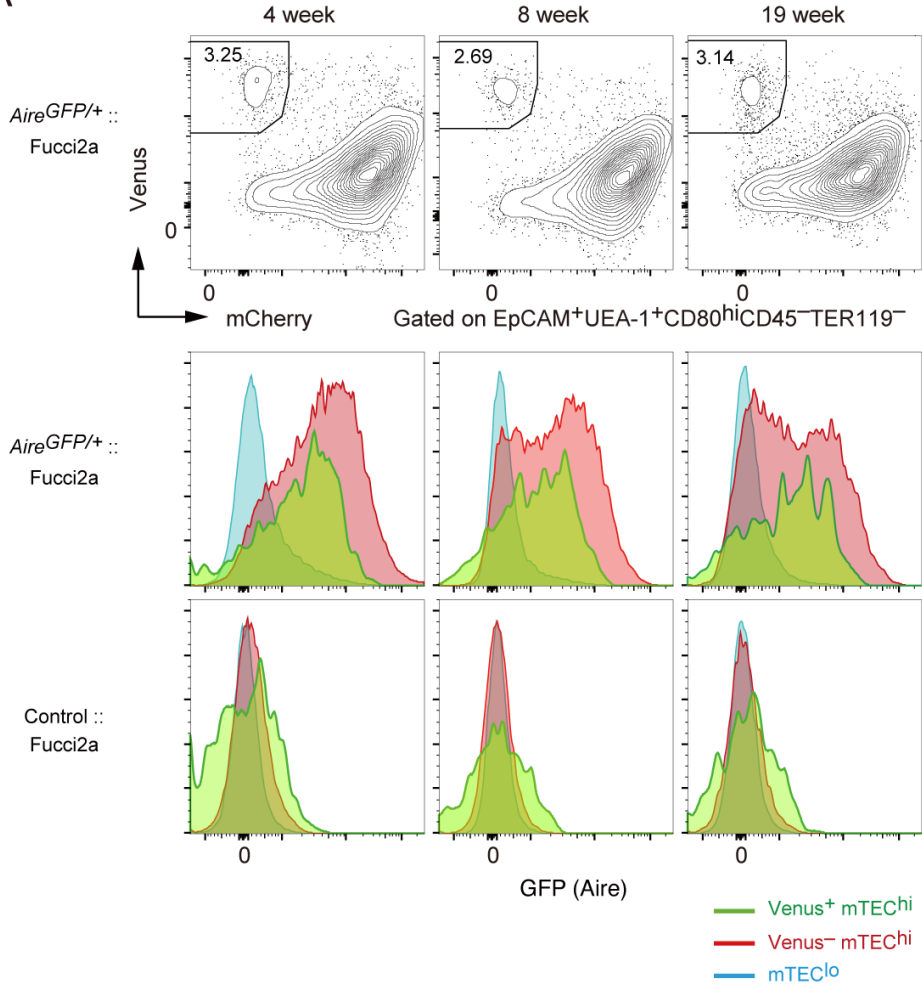 4 week 8 week 19 week
3.25 2.69 3.14
Aire^GFP/+ ::
Fucci2a
Venus
0
0 0 0
mCherry Gated on EpCAM⁺UEA-1⁺CD80^hiCD45⁻TER119⁻
Aire^GFP/+ ::
Fucci2a
Control ::
Fucci2a
0 0 0
GFP (Aire)
Venus⁺ mTEC^hi
Venus⁻ mTEC^hi
mTEC^lo